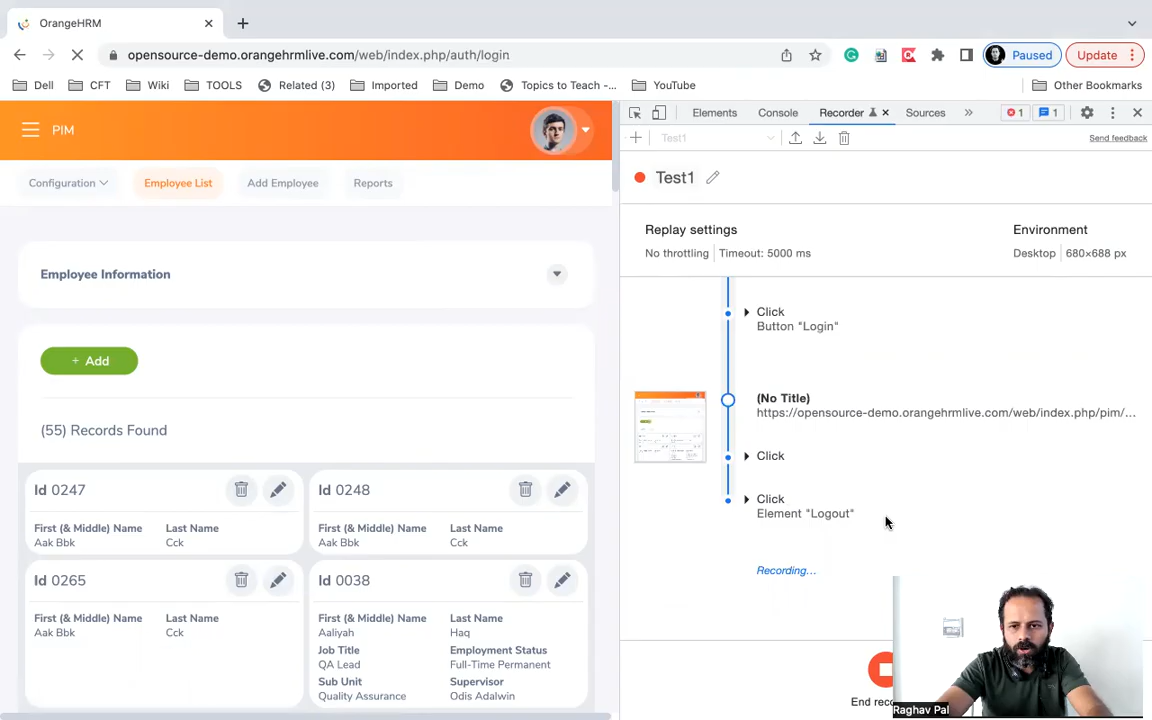 OrangeHRM
opensource-demo.orangehrmlive.com/web/index.php/auth/login
Paused
Update
Dell
CFT
Wiki
TOOLS
Related (3)
Imported
Demo
Topics to Teach -...
YouTube
Other Bookmarks
PIM
Configuration
Employee List
Add Employee
Reports
Employee Information
+ Add
(55) Records Found
Id 0247
First (& Middle) Name Last Name
Aak Bbk Cck
Id 0248
First (& Middle) Name Last Name
Aak Bbk Cck
Id 0265
First (& Middle) Name Last Name
Aak Bbk Cck
Id 0038
First (& Middle) Name Last Name
Aaliyah Haq
Job Title Employment Status
QA Lead Full-Time Permanent
Sub Unit Supervisor
Quality Assurance Odis Adalwin
Elements
Console
Recorder
Sources
1
1
Test1
Send feedback
Test1
Replay settings
No throttling Timeout: 5000 ms
Environment
Desktop 680×688 px
Click
Button "Login"
(No Title)
https://opensource-demo.orangehrmlive.com/web/index.php/pim/...
Click
Click
Element "Logout"
Recording...
End reco
Raghav Pal